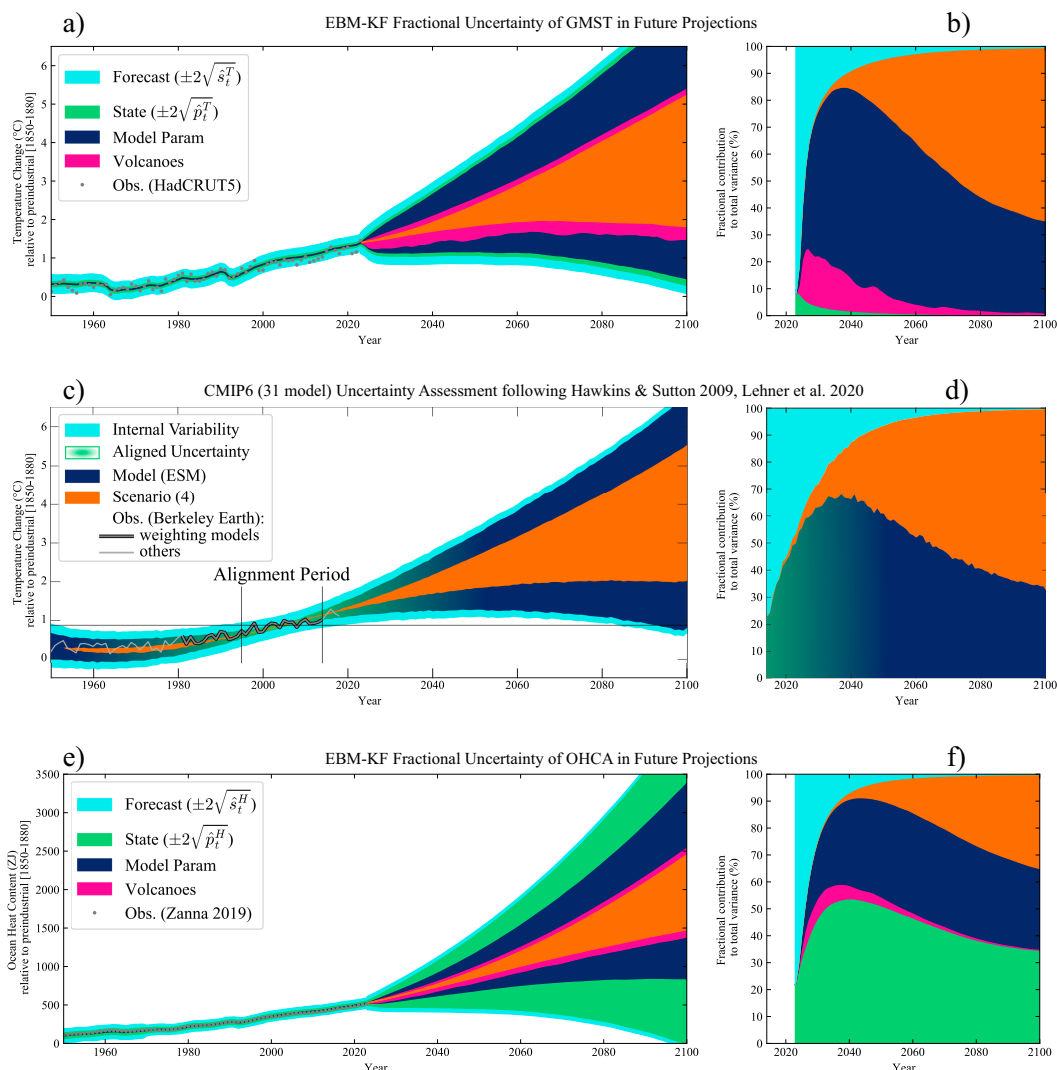 a)
EBM-KF Fractional Uncertainty of GMST in Future Projections
b)
Temperature Change (°C)
relative to preindustrial [1850-1880]
6
5
4
3
2
1
0
Forecast (±2√ŝₜᵀ)
State (±2√p̂ₜᵀ)
Model Param
Volcanoes
Obs. (HadCRUT5)
1960
1980
2000
2020
2040
2060
2080
2100
Year
Fractional contribution
to total variance (%)
100
90
80
70
60
50
40
30
20
10
0
2020
2040
2060
2080
2100
Year
c)
CMIP6 (31 model) Uncertainty Assessment following Hawkins & Sutton 2009, Lehner et al. 2020
d)
Temperature Change (°C)
relative to preindustrial [1850-1880]
6
5
4
3
2
1
0
Internal Variability
Aligned Uncertainty
Model (ESM)
Scenario (4)
Obs. (Berkeley Earth):
weighting models
others
Alignment Period
1960
1980
2000
2020
2040
2060
2080
2100
Year
Fractional contribution
to total variance (%)
100
90
80
70
60
50
40
30
20
10
0
2020
2040
2060
2080
2100
Year
e)
EBM-KF Fractional Uncertainty of OHCA in Future Projections
f)
Ocean Heat Content (ZJ)
relative to preindustrial [1850-1880]
3500
3000
2500
2000
1500
1000
500
0
Forecast (±2√ŝₜᴴ)
State (±2√p̂ₜᴴ)
Model Param
Volcanoes
Obs. (Zanna 2019)
1960
1980
2000
2020
2040
2060
2080
2100
Year
Fractional contribution
to total variance (%)
100
90
80
70
60
50
40
30
20
10
0
2020
2040
2060
2080
2100
Year